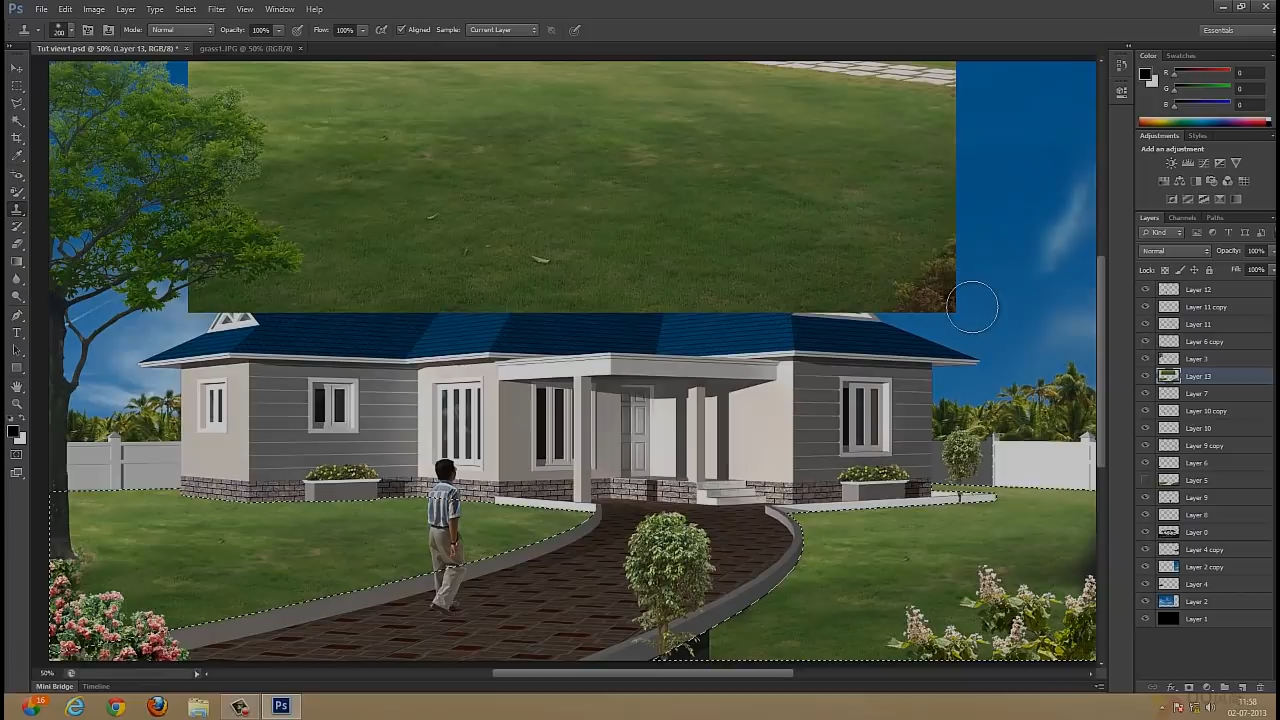 Ps File Edit Image Layer Type Select Filter View Window Help
200 Mode: Normal Opacity: 100% Flow: 100% Aligned Sample: Current Layer Essentials
Tut view1.psd @ 50% (Layer 13, RGB/8) * × grass1.JPG @ 50% (RGB/8) ×
Color Swatches
R 0
G 0
B 0
Adjustments Styles
Add an adjustment
Layers Channels Paths
Kind
Normal Opacity: 100%
Lock: Fill: 100%
Layer 12
Layer 11 copy
Layer 11
Layer 6 copy
Layer 3
Layer 13
Layer 7
Layer 10 copy
Layer 10
Layer 9 copy
Layer 6
Layer 5
Layer 9
Layer 8
Layer 0
Layer 4 copy
Layer 2 copy
Layer 4
Layer 2
Layer 1
50%
Mini Bridge Timeline
16 Ps 11:58
02-07-2013